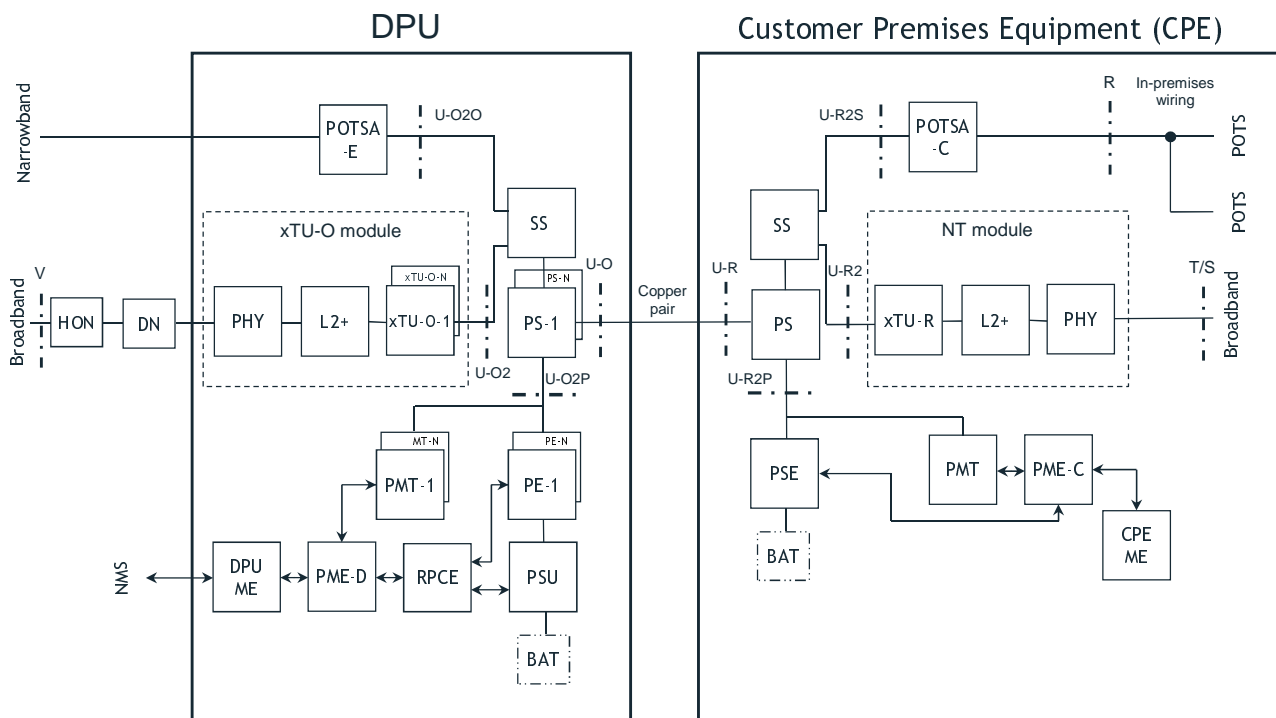 DPU
Customer Premises Equipment (CPE)
Narrowband
POTSA
-E
U-O2O
U-R2S
POTSA
-C
R
In-premises
wiring
POTS
POTS
SS
SS
xTU-O module
NT module
V
Broadband
HON
DN
PHY
L2+
xTU-O-N
xTU-O-1
U-O2
PS-N
PS-1
U-O
Copper
pair
U-R
PS
U-R2
xTU-R
L2+
PHY
T/S
Broadband
U-O2P
U-R2P
MT-N
PMT-1
PE-N
PE-1
PSE
PMT
PME-C
NMS
DPU
ME
PME-D
RPCE
PSU
BAT
CPE
ME
BAT